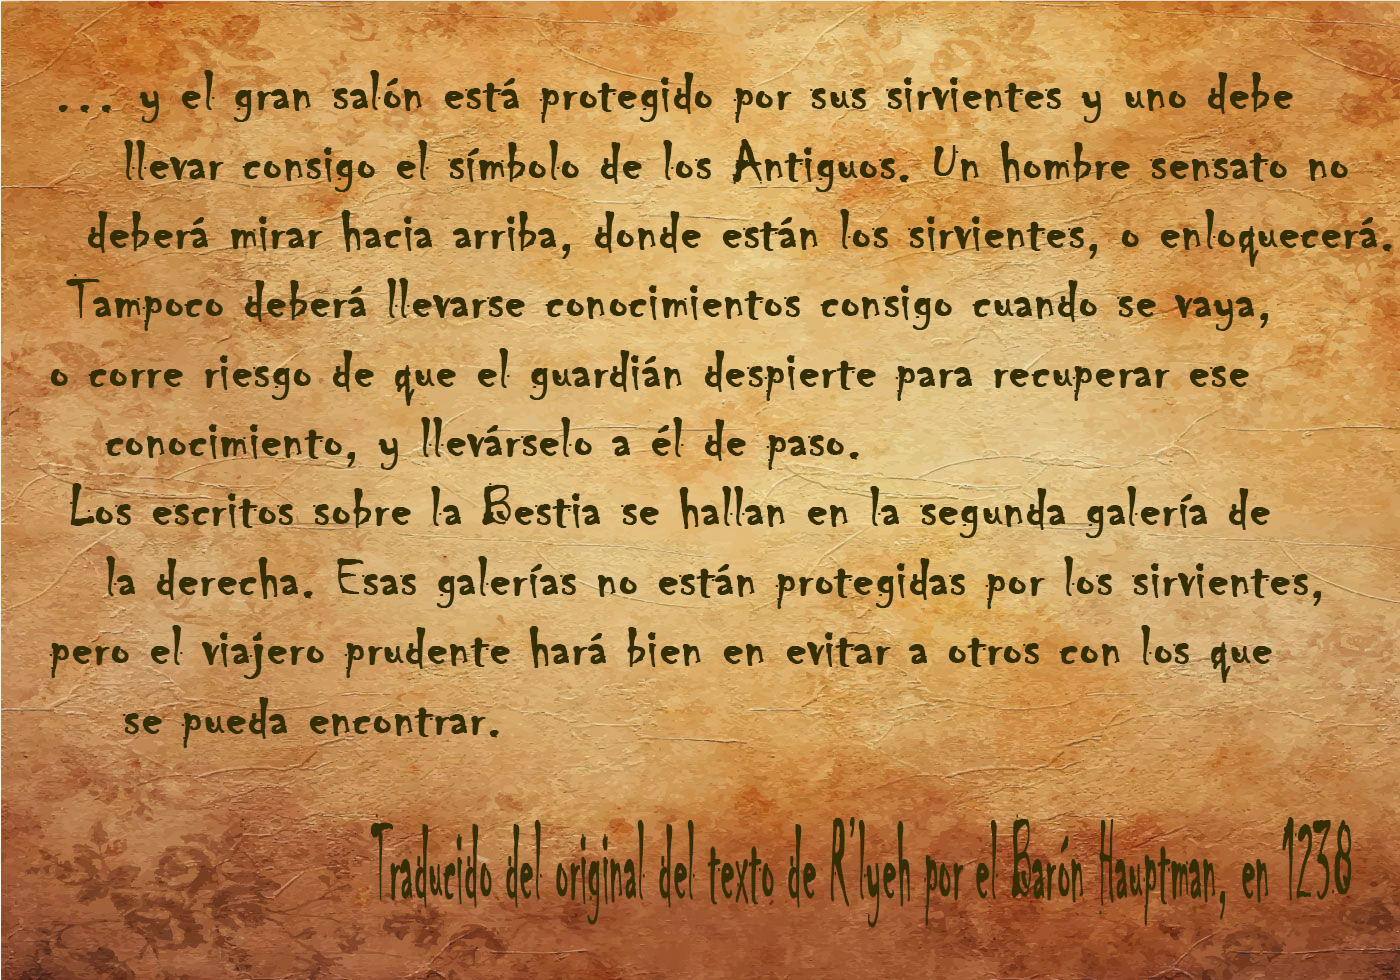 ... y el gran salón está protegido por sus sirvientes y uno debe
llevar consigo el símbolo de los Antiguos. Un hombre sensato no
deberá mirar hacia arriba, donde están los sirvientes, o enloquecerá.
Tampoco deberá llevarse conocimientos consigo cuando se vaya,
o corre riesgo de que el guardián despierte para recuperar ese
conocimiento, y llevárselo a él de paso.
Los escritos sobre la Bestia se hallan en la segunda galería de
la derecha. Esas galerías no están protegidas por los sirvientes,
pero el viajero prudente hará bien en evitar a otros con los que
se pueda encontrar.
Traducido del original del texto de R'lyeh por el Barón Hauptman, en 1238